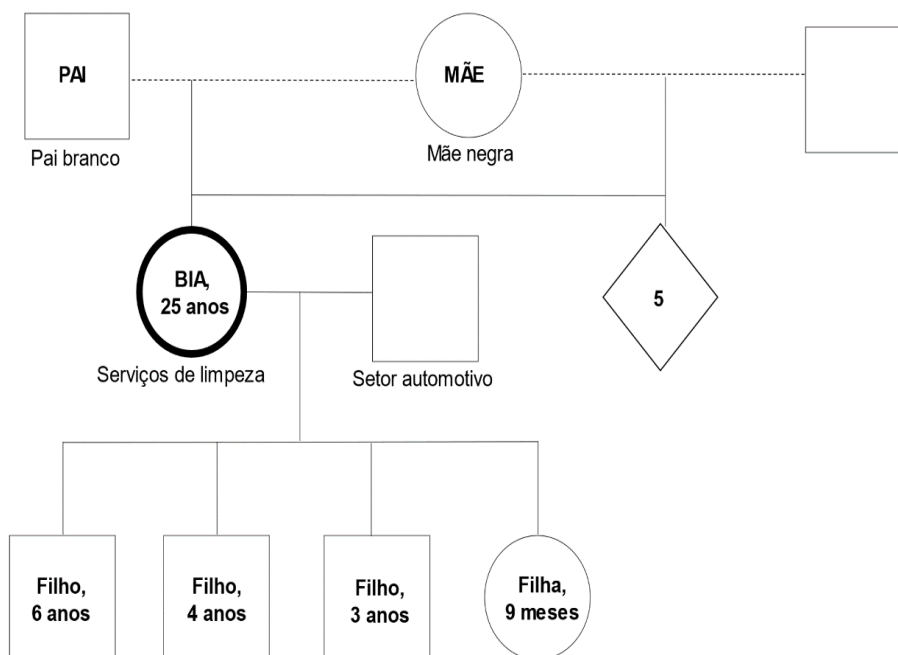 PAI
MÃE
Pai branco
Mãe negra
BIA,
25 anos
5
Serviços de limpeza
Setor automotivo
Filho,
6 anos
Filho,
4 anos
Filho,
3 anos
Filha,
9 meses